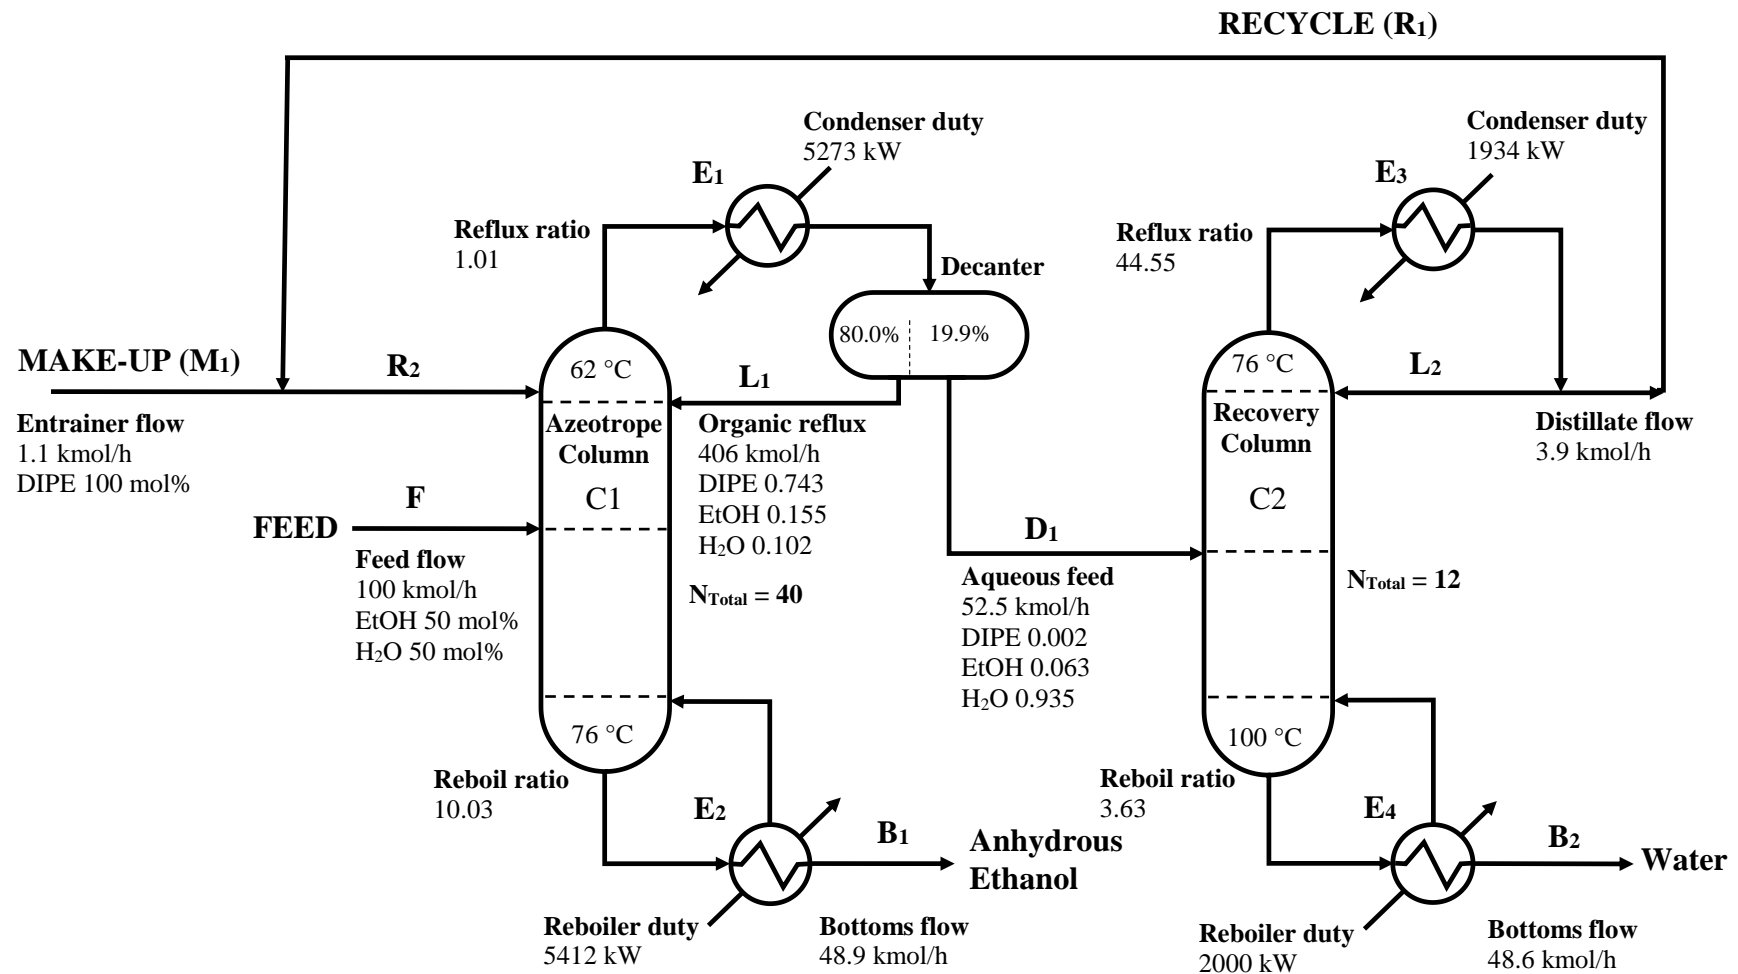 RECYCLE (R1)
Condenser duty
5273 kW
Condenser duty
1934 kW
E1
E3
Reflux ratio
1.01
Reflux ratio
44.55
Decanter
80.0%
19.9%
MAKE-UP (M1)
R2
62 °C
L1
76 °C
L2
Entrainer flow
1.1 kmol/h
DIPE 100 mol%
Azeotrope
Column
C1
Organic reflux
406 kmol/h
DIPE 0.743
EtOH 0.155
H2O 0.102
Recovery
Column
C2
Distillate flow
3.9 kmol/h
F
FEED
Feed flow
100 kmol/h
EtOH 50 mol%
H2O 50 mol%
NTotal = 40
D1
Aqueous feed
52.5 kmol/h
DIPE 0.002
EtOH 0.063
H2O 0.935
NTotal = 12
76 °C
100 °C
Reboil ratio
10.03
Reboil ratio
3.63
E2
E4
B1
Anhydrous
Ethanol
B2
Water
Reboiler duty
5412 kW
Bottoms flow
48.9 kmol/h
Reboiler duty
2000 kW
Bottoms flow
48.6 kmol/h